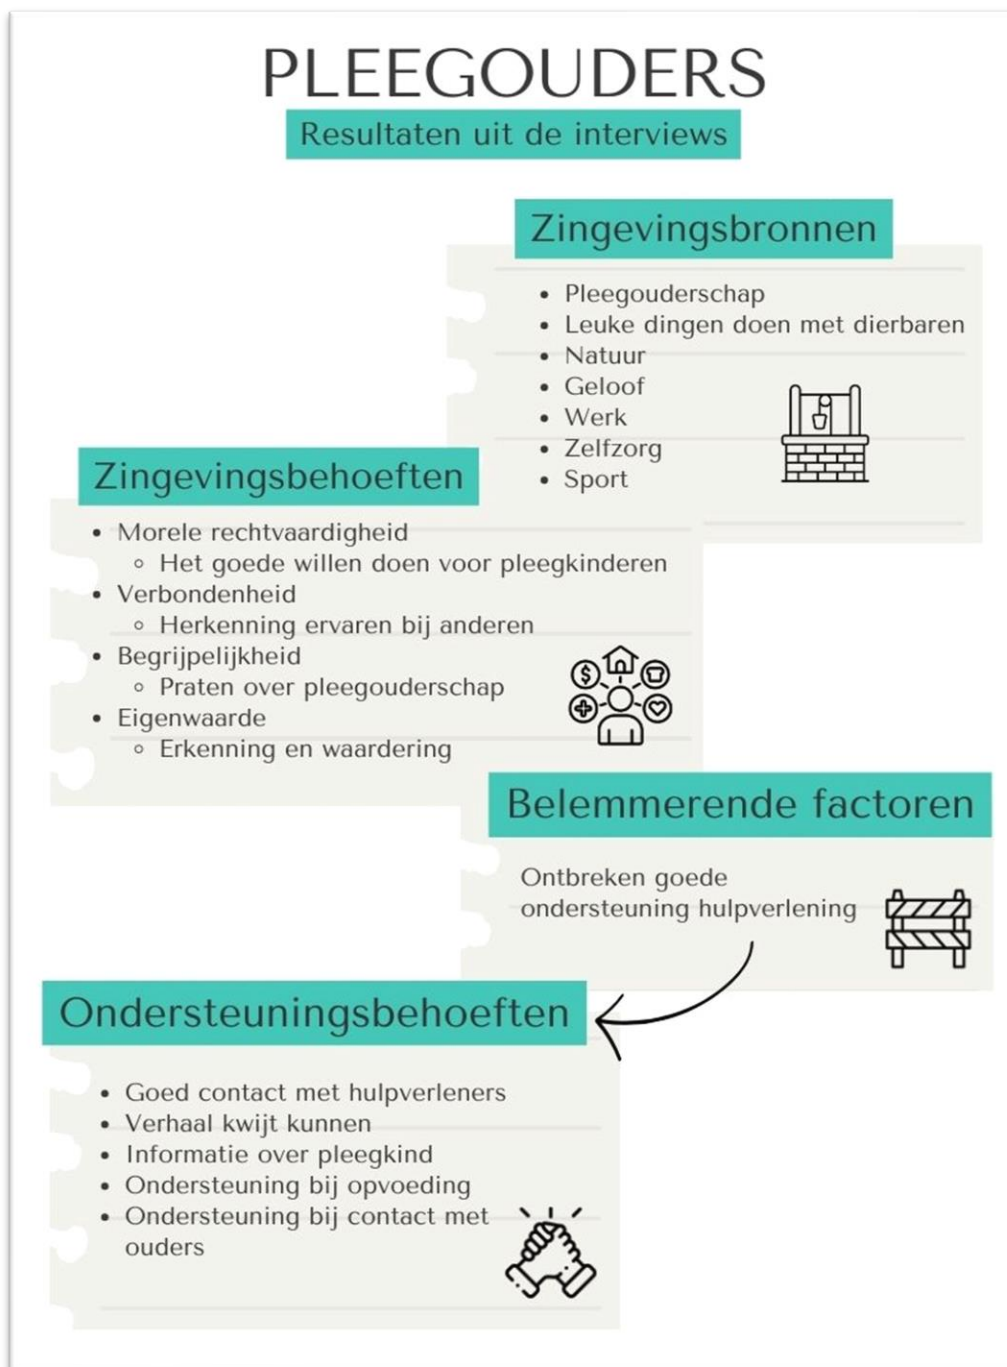 PLEEGOUDERS
Resultaten uit de interviews
Zingevingsbronnen
• Pleegouderschap
• Leuke dingen doen met dierbaren
• Natuur
• Geloof
• Werk
• Zelfzorg
• Sport
Zingevingsbehoeften
• Morele rechtvaardigheid
◦ Het goede willen doen voor pleegkinderen
• Verbondenheid
◦ Herkenning ervaren bij anderen
• Begrijpelijkheid
◦ Praten over pleegouderschap
• Eigenwaarde
◦ Erkenning en waardering
Belemmerende factoren
Ontbreken goede
ondersteuning hulpverlening
Ondersteuningsbehoeften
• Goed contact met hulpverleners
• Verhaal kwijt kunnen
• Informatie over pleegkind
• Ondersteuning bij opvoeding
• Ondersteuning bij contact met
ouders